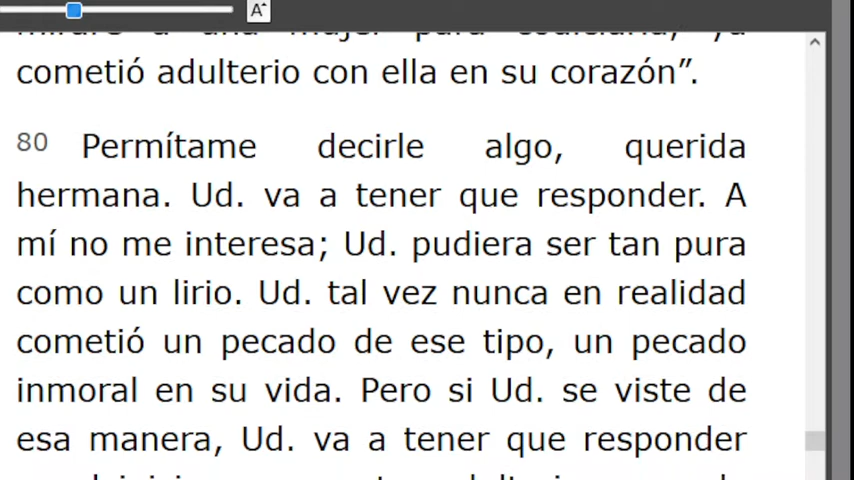 A
cometió adulterio con ella en su corazón”.
80 Permítame decirle algo, querida
hermana. Ud. va a tener que responder. A
mí no me interesa; Ud. pudiera ser tan pura
como un lirio. Ud. tal vez nunca en realidad
cometió un pecado de ese tipo, un pecado
inmoral en su vida. Pero si Ud. se viste de
esa manera, Ud. va a tener que responder